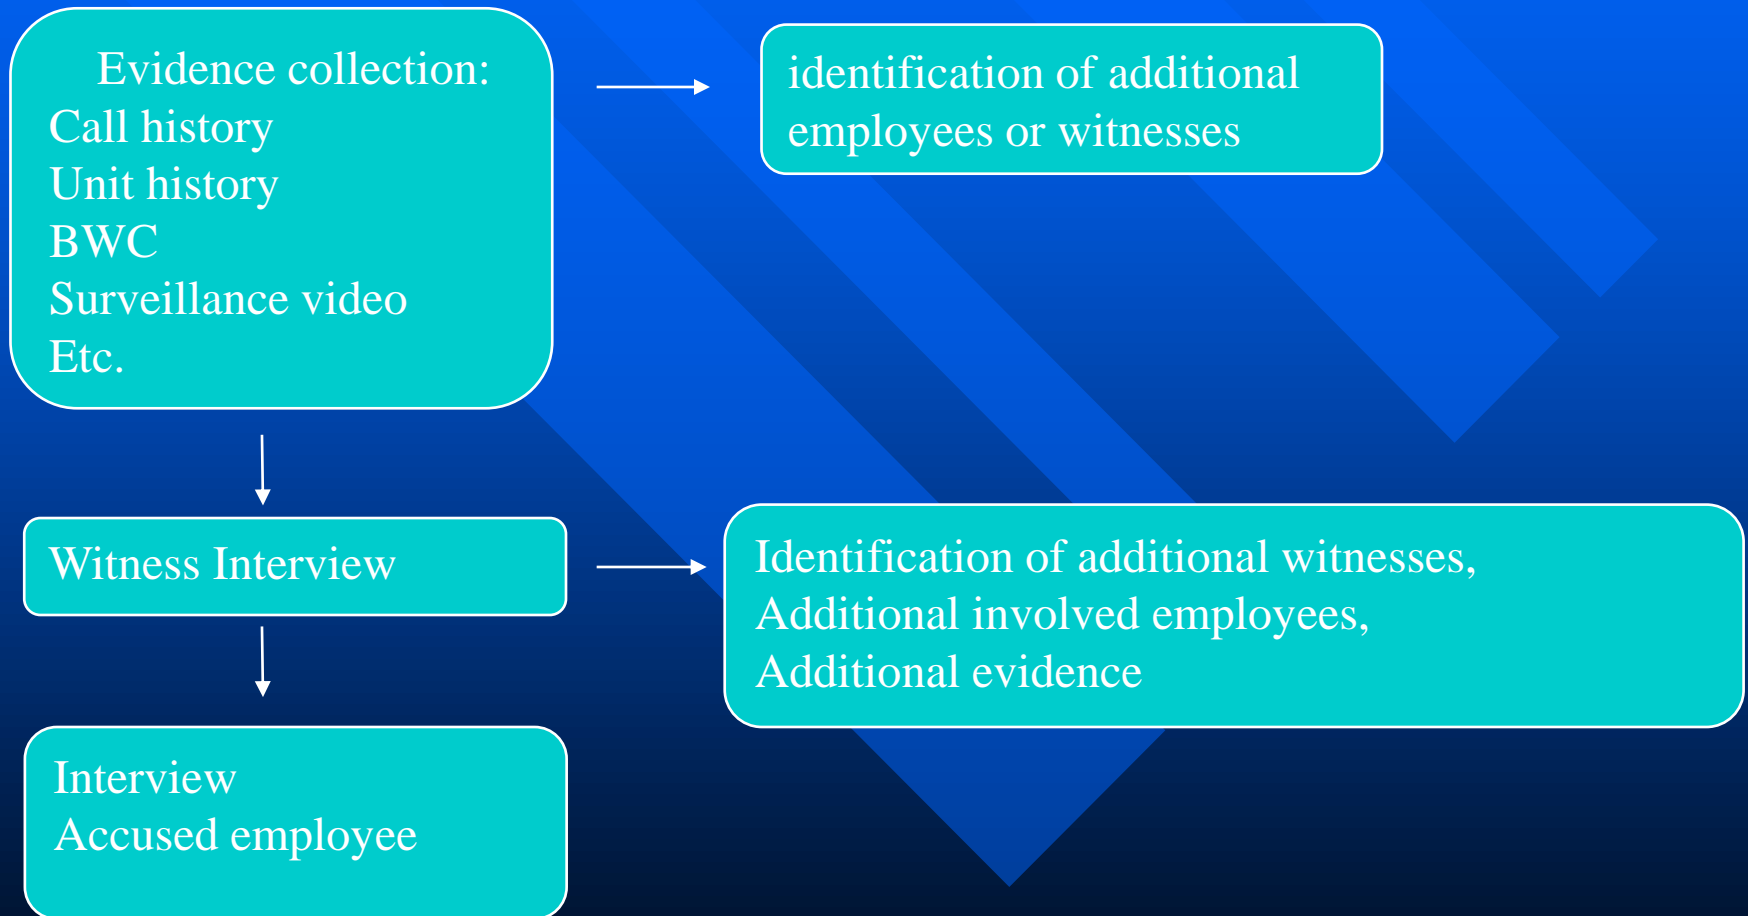 Evidence collection:
Call history
Unit history
BWC
Surveillance video
Etc.
identification of additional
employees or witnesses
Witness Interview
Identification of additional witnesses,
Additional involved employees,
Additional evidence
Interview
Accused employee